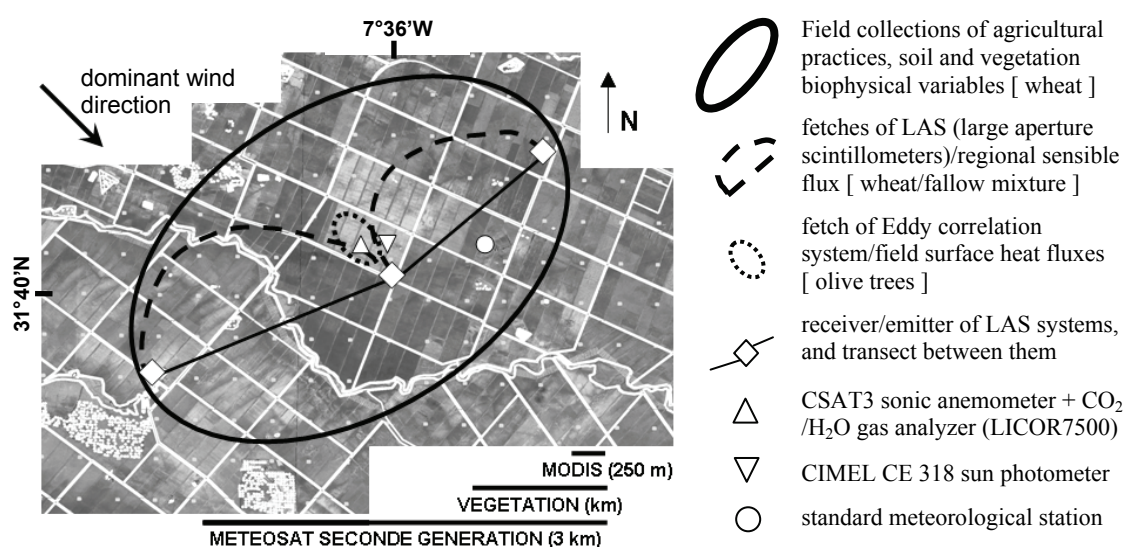 7°36'W
dominant wind
direction
N
31°40'N
MODIS (250 m)
VEGETATION (km)
METEOSAT SECONDE GENERATION (3 km)
Field collections of agricultural
practices, soil and vegetation
biophysical variables [ wheat ]
fetches of LAS (large aperture
scintillometers)/regional sensible
flux [ wheat/fallow mixture ]
fetch of Eddy correlation
system/field surface heat fluxes
[ olive trees ]
receiver/emitter of LAS systems,
and transect between them
CSAT3 sonic anemometer + CO₂
/H₂O gas analyzer (LICOR7500)
CIMEL CE 318 sun photometer
standard meteorological station